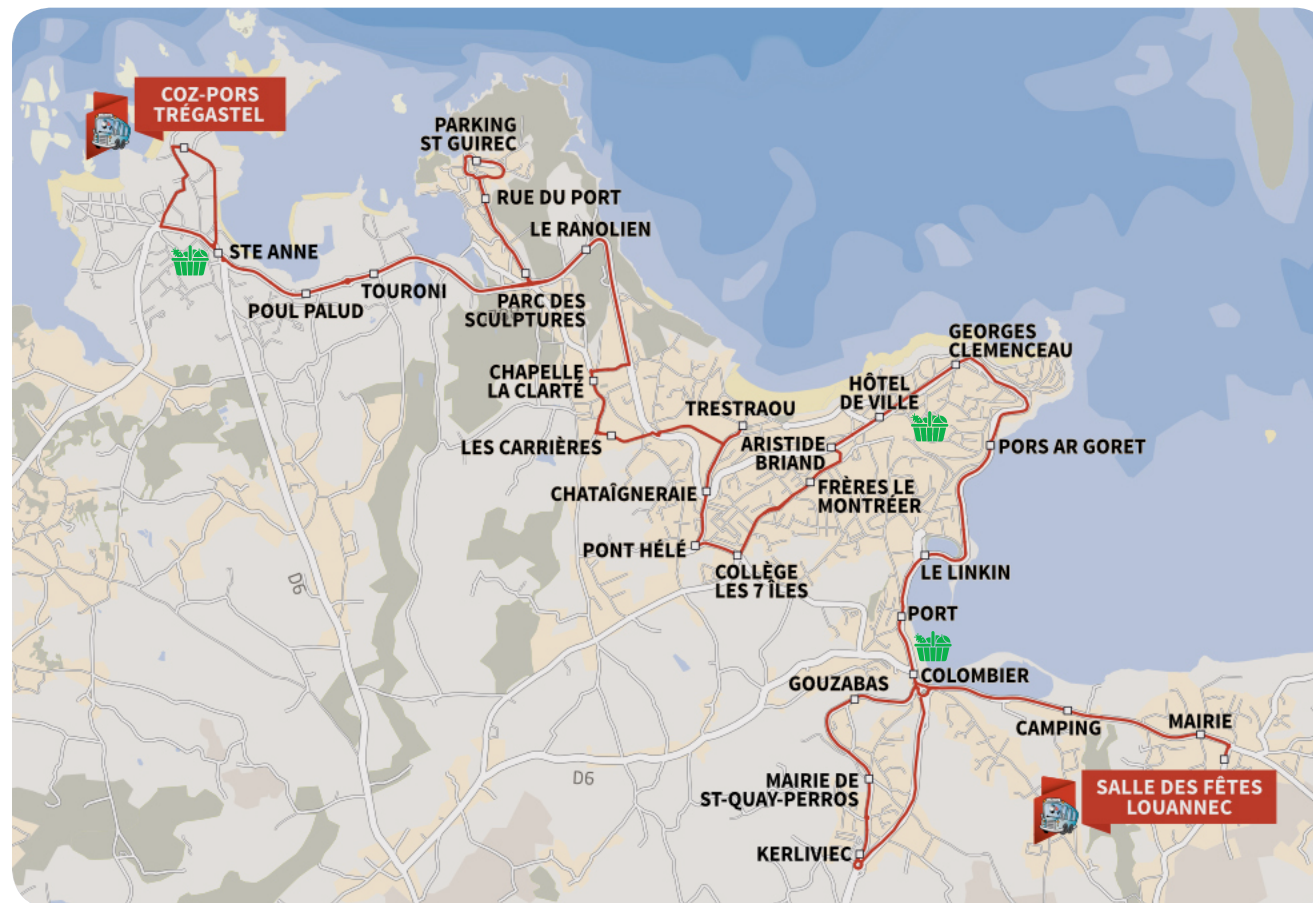 COZ-PORS
TRÉGASTEL
PARKING
ST GUIREC
RUE DU PORT
LE RANOLIEN
STE ANNE
TOURONI
POUL PALUD
PARC DES
SCULPTURES
GEORGES
CLEMENCEAU
CHAPELLE
LA CLARTÉ
HÔTEL
DE VILLE
TRESTRAOU
LES CARRIÈRES
ARISTIDE
BRIAND
PORS AR GORET
CHATAÎGNERAIE
FRÈRES LE
MONTRÉER
PONT HÉLÉ
COLLÈGE
LES 7 ÎLES
LE LINKIN
D6
PORT
COLOMBIER
GOUZABAS
CAMPING
MAIRIE
D6
MAIRIE DE
ST-QUAY-PERROS
SALLE DES FÊTES
LOUANNEC
KERLIVIEC